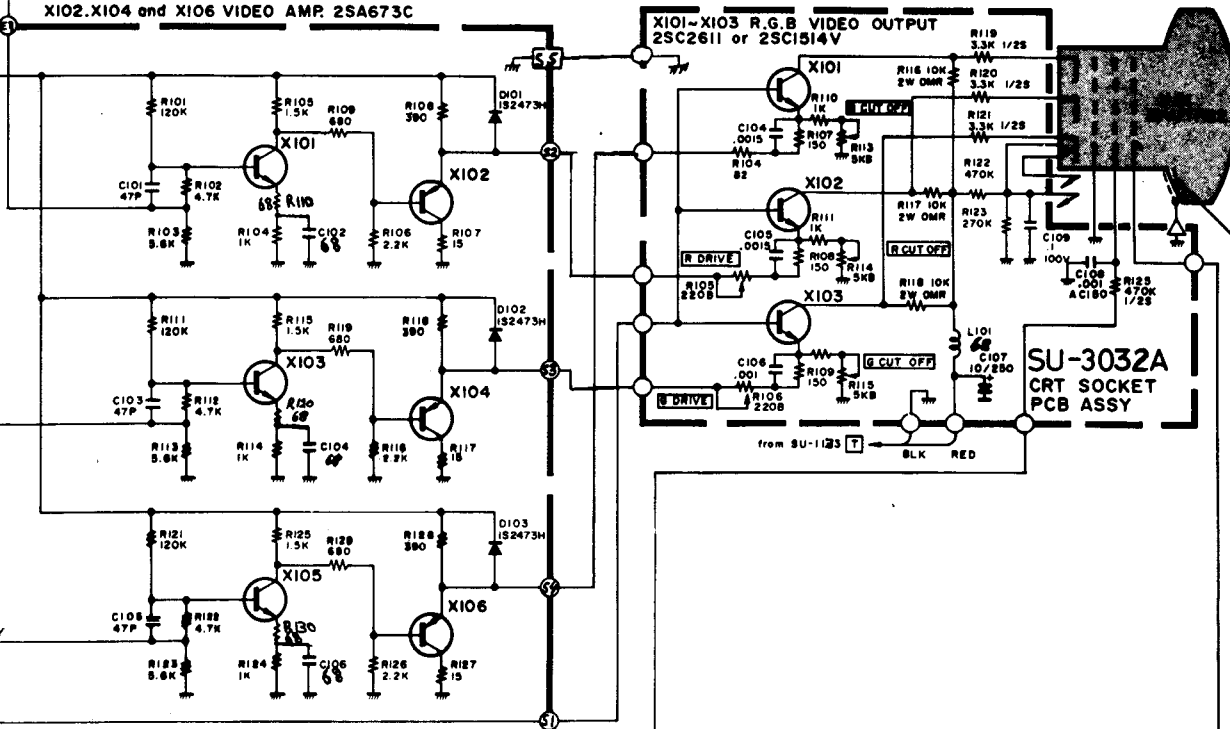 X102.X104 and X106 VIDEO AMP. 2SA673C
R101
120K
R105
1.5K
R109
680
R108
390
D101
1S2473H
X101
X102
C101
47P
R102
4.7K
68 R110
R103
5.6K
R104
1K
C102
68
R106
2.2K
R107
15
S2
R111
120K
R115
1.5K
R119
680
R118
390
D102
1S2473H
X103
X104
S3
C103
47P
R112
4.7K
R120
68
R113
5.6K
R114
1K
C104
68
R116
2.2K
R117
15
R121
120K
R125
1.5K
R129
680
R128
390
D103
1S2473H
X105
X106
S4
C105
47P
R122
4.7K
R130
68
R123
5.6K
R124
1K
C106
68
R126
2.2K
R127
15
S1
S5
X101~X103 R.G.B VIDEO OUTPUT
2SC2611 or 2SC1514V
X101
R110
1K
B CUT OFF
R116 10K
2W OMR
R119
3.3K 1/2S
R120
3.3K 1/2S
R121
3.3K 1/2S
C104
.0015
R107
150
R113
5KB
R104
82
R122
470K
X102
R117 10K
2W OMR
R123
270K
R111
1K
C105
.0015
R DRIVE
R108
150
R114
5KB
R CUT OFF
C109
.1
100V
R105
220B
C108
.001
AC180
R125
470K
1/2S
X103
R118 10K
2W OMR
L101
68
C107
10/250
C106
.001
R109
150
R115
5KB
G CUT OFF
R106
220B
SU-3032A
CRT SOCKET
PCB ASSY
from SU-1123 T
BLK
RED